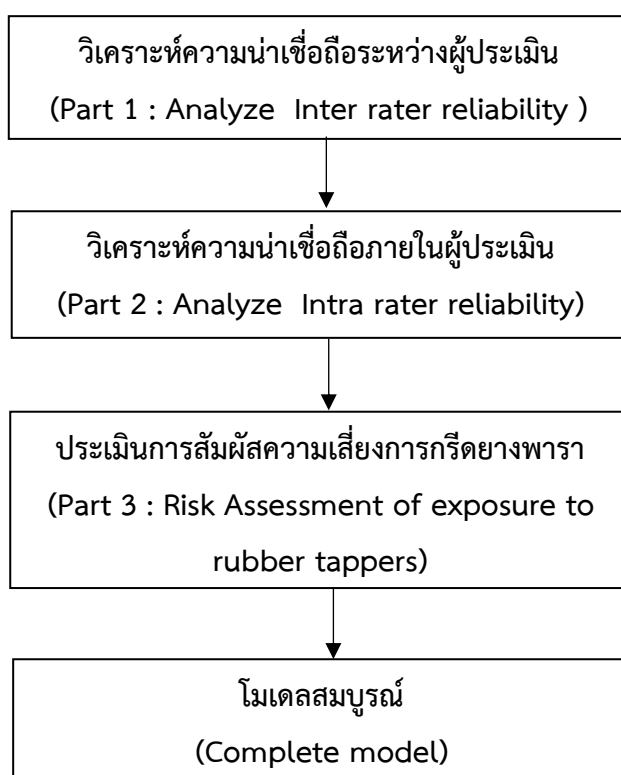 วิเคราะห์ความน่าเชื่อถือระหว่างผู้ประเมิน
(Part 1 : Analyze Inter rater reliability )
วิเคราะห์ความน่าเชื่อถือภายในผู้ประเมิน
(Part 2 : Analyze Intra rater reliability)
ประเมินการสัมผัสความเสี่ยงการกรีดยางพารา
(Part 3 : Risk Assessment of exposure to
rubber tappers)
โมเดลสมบูรณ์
(Complete model)